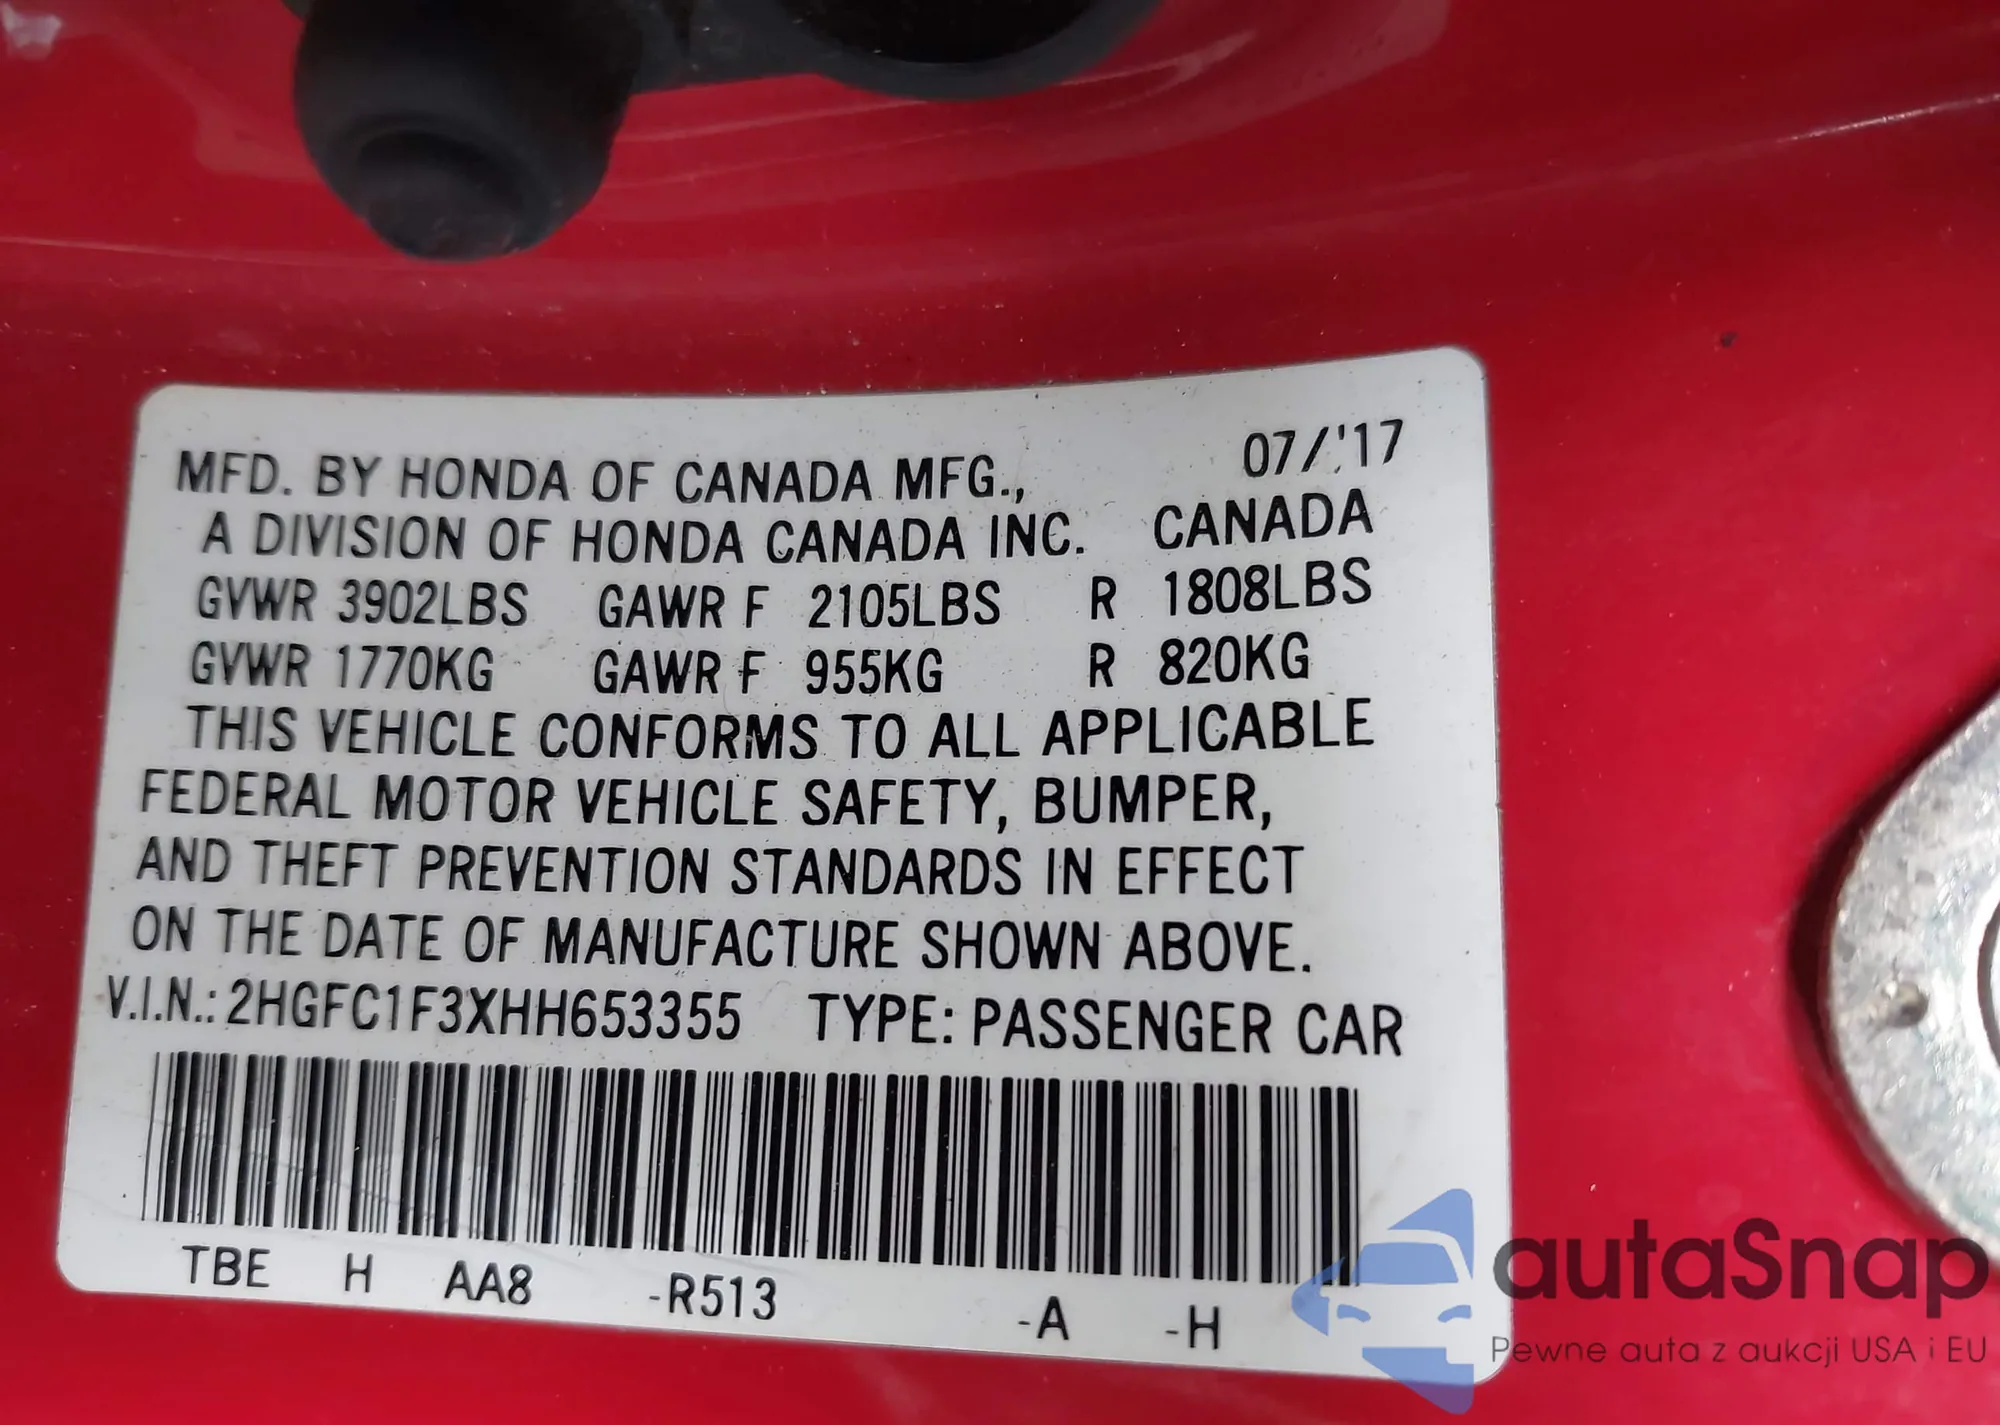 MFD. BY HONDA OF CANADA MFG., 07/'17
A DIVISION OF HONDA CANADA INC. CANADA
GVWR 3902LBS GAWR F 2105LBS R 1808LBS
GVWR 1770KG GAWR F 955KG R 820KG
THIS VEHICLE CONFORMS TO ALL APPLICABLE
FEDERAL MOTOR VEHICLE SAFETY, BUMPER,
AND THEFT PREVENTION STANDARDS IN EFFECT
ON THE DATE OF MANUFACTURE SHOWN ABOVE.
V.I.N.: 2HGFC1F3XHH653355 TYPE: PASSENGER CAR
TBE H AA8 -R513 -A -H
autaSnap
Pewne auta z aukcji USA i EU